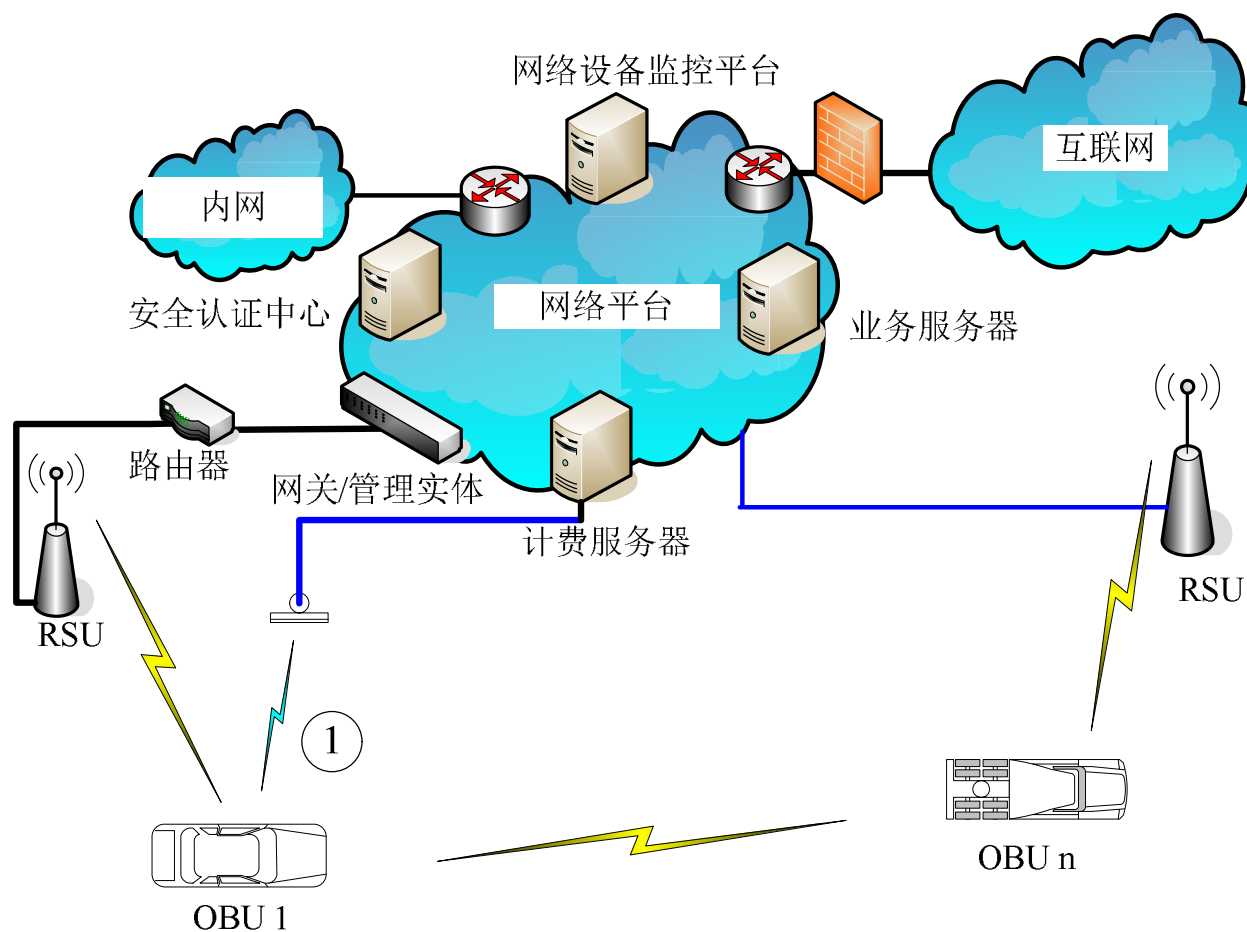 网络设备监控平台
互联网
内网
安全认证中心
网络平台
业务服务器
路由器
网关/管理实体
计费服务器
RSU
RSU
1
OBU 1
OBU n